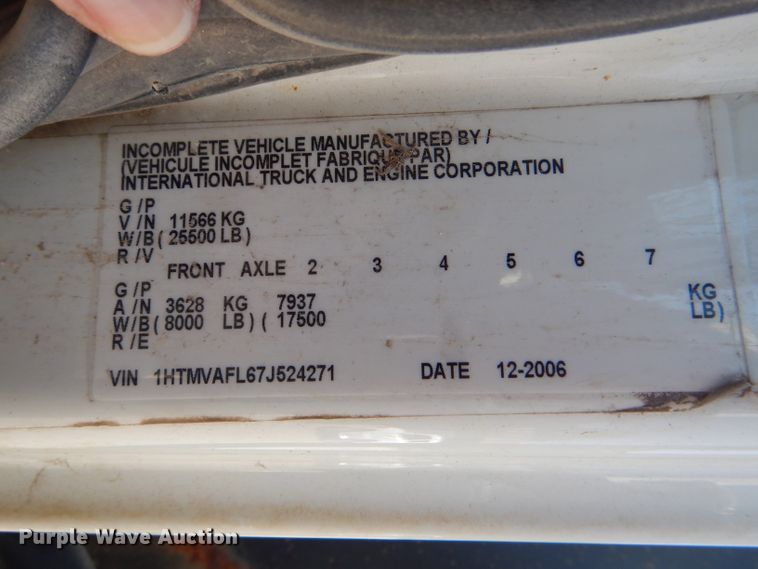 INCOMPLETE VEHICLE MANUFACTURED BY /
(VEHICULE INCOMPLET FABRIQUE PAR)
INTERNATIONAL TRUCK AND ENGINE CORPORATION
G /P
V /N 11566 KG
W/B ( 25500 LB )
R /V
FRONT AXLE 2 3 4 5 6 7
G /P
A /N 3628 KG 7937 KG
W/B ( 8000 LB) ( 17500 LB)
R /E
VIN 1HTMVAFL67J524271 DATE 12-2006
Purple Wave Auction